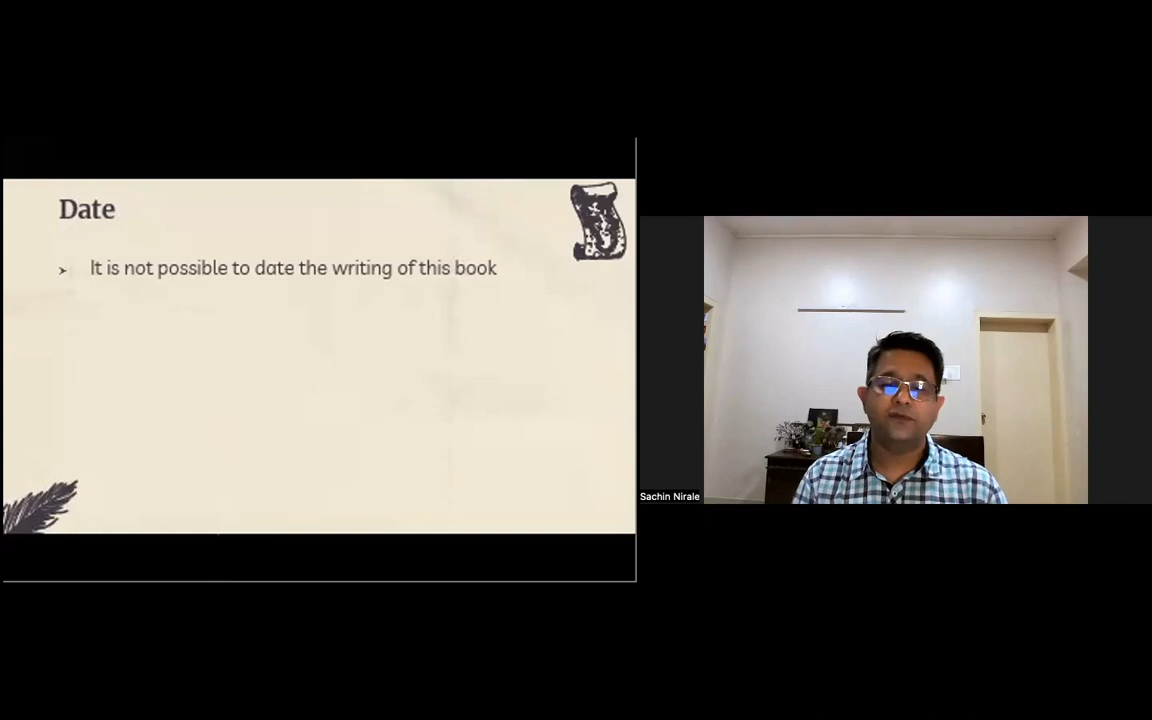 Date
➤ It is not possible to date the writing of this book
Sachin Nirale